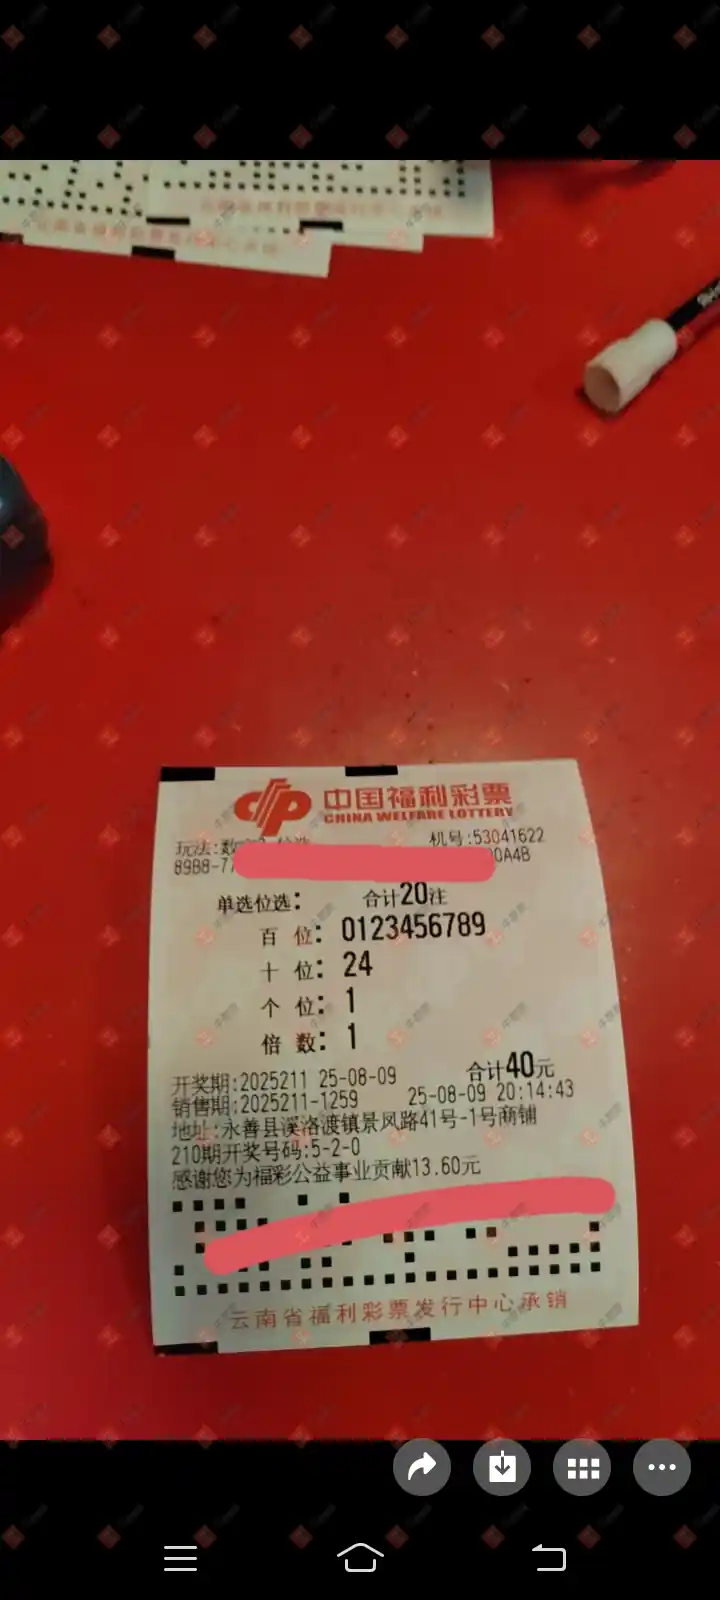 中国福利彩票
CHINA WELFARE LOTTERY
玩法:数
机号:53041622
89B8-77
0A4B
单选位选: 合计20注
百 位: 0123456789
十 位: 24
个 位: 1
倍 数: 1
合计40元
开奖期:2025211 25-08-09
销售期:2025211-1259 25-08-09 20:14:43
地址:永善县溪洛渡镇景凤路41号-1号商铺
210期开奖号码:5-2-0
感谢您为福彩公益事业贡献13.60元
云南省福利彩票发行中心承销